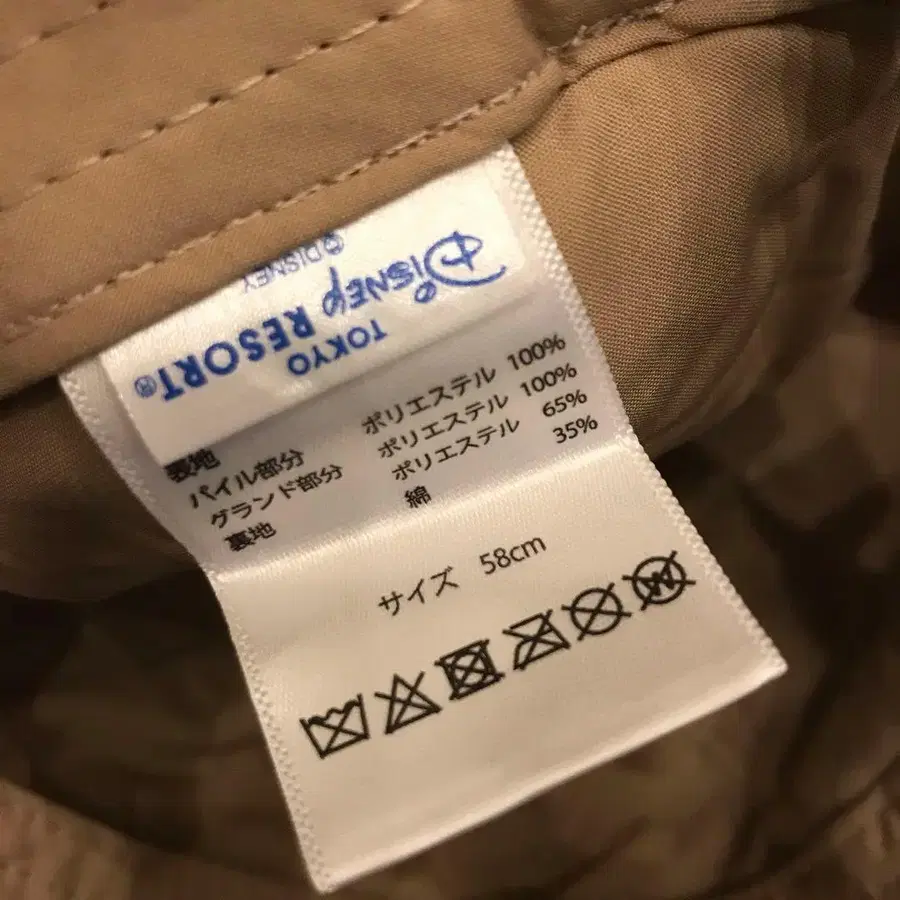 TOKYO
Disney RESORT®
©DISNEY
表地
パイル部分 ポリエステル 100%
グランド部分 ポリエステル 100%
裏地 ポリエステル 65%
綿 35%
サイズ 58cm
W